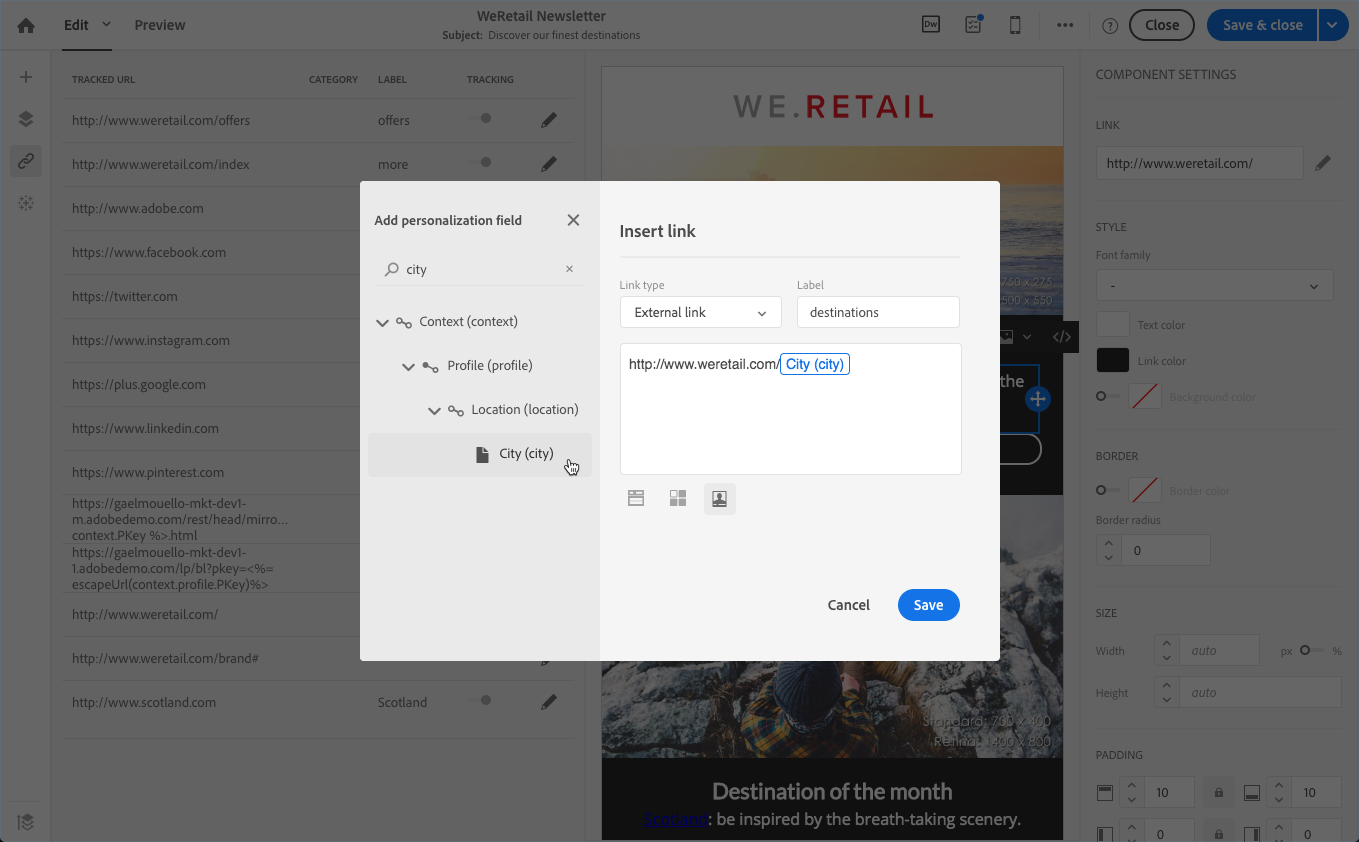 Edit
Preview
WeRetail Newsletter
Subject: Discover our finest destinations
Dw
Close
Save & close
TRACKED URL
CATEGORY
LABEL
TRACKING
http://www.weretail.com/offers
offers
http://www.weretail.com/index
more
http://www.adobe.com
https://www.facebook.com
https://twitter.com
https://www.instagram.com
https://plus.google.com
https://www.linkedin.com
https://www.pinterest.com
https://gaelmouello-mkt-dev1-
m.adobedemo.com/rest/head/mirro...
context.PKey %>.html
https://gaelmouello-mkt-dev1-
1.adobedemo.com/lp/bl?pkey=<%=
escapeUrl(context.profile.PKey)%>
http://www.weretail.com/
http://www.weretail.com/brand#
http://www.scotland.com
Scotland
Add personalization field
city
Context (context)
Profile (profile)
Location (location)
City (city)
Insert link
Link type
Label
External link
destinations
http://www.weretail.com/ City (city)
Cancel
Save
WE.RETAIL
750 x 275
500 x 550
the
Standard: 700 x 400
Retina: 1400 x 800
Destination of the month
Scotland: be inspired by the breath-taking scenery.
COMPONENT SETTINGS
LINK
http://www.weretail.com/
STYLE
Font family
-
Text color
Link color
Background color
BORDER
Border color
Border radius
0
SIZE
Width
auto
px
%
Height
auto
PADDING
10
10
0
0